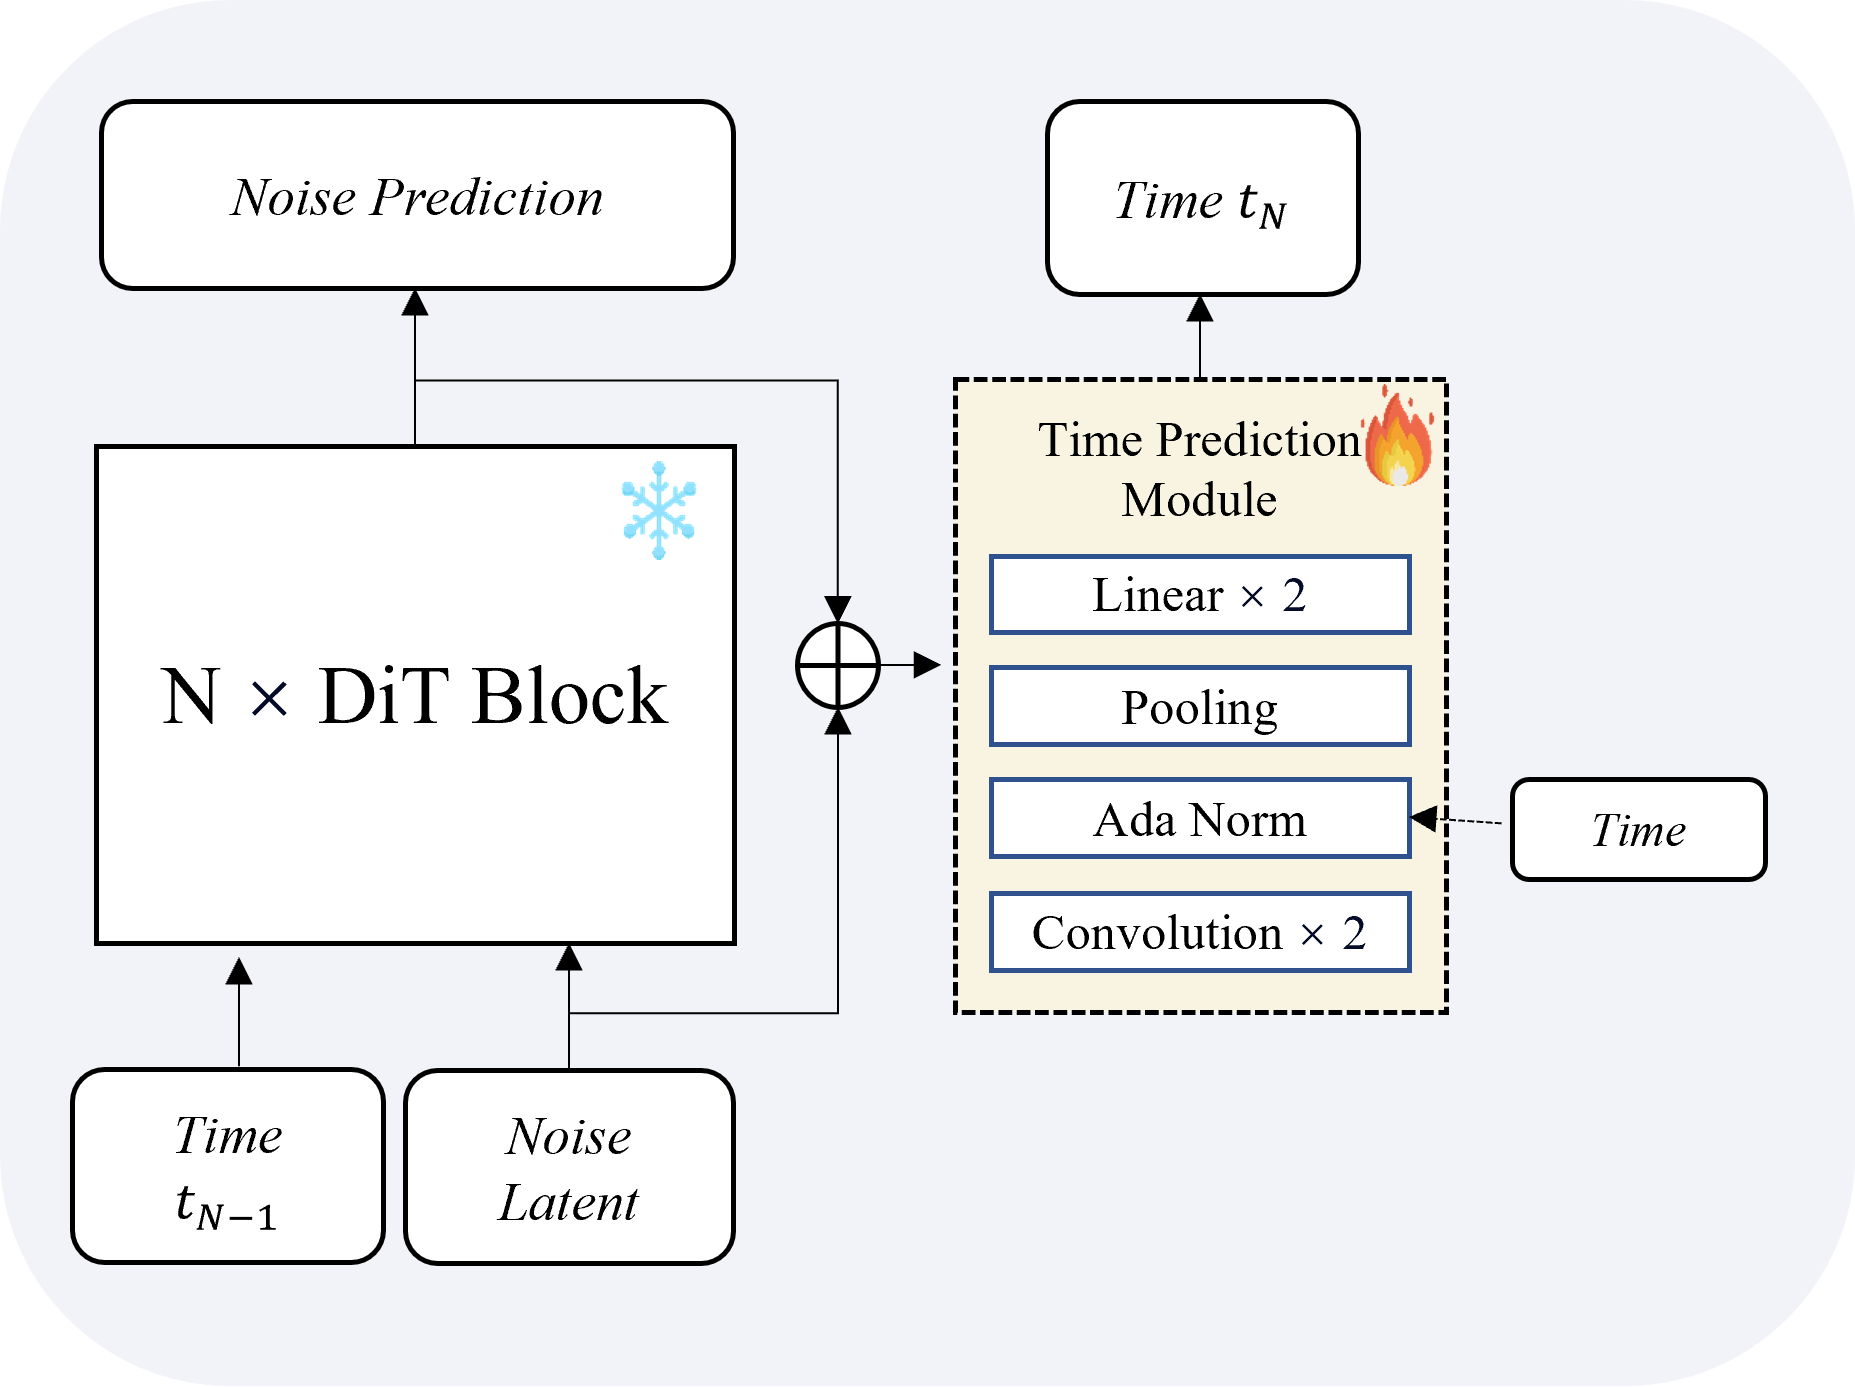 Noise Prediction
Time t_N
Time Prediction
Module
Linear × 2
N × DiT Block
Pooling
Ada Norm
Time
Convolution × 2
Time
t_{N−1}
Noise
Latent